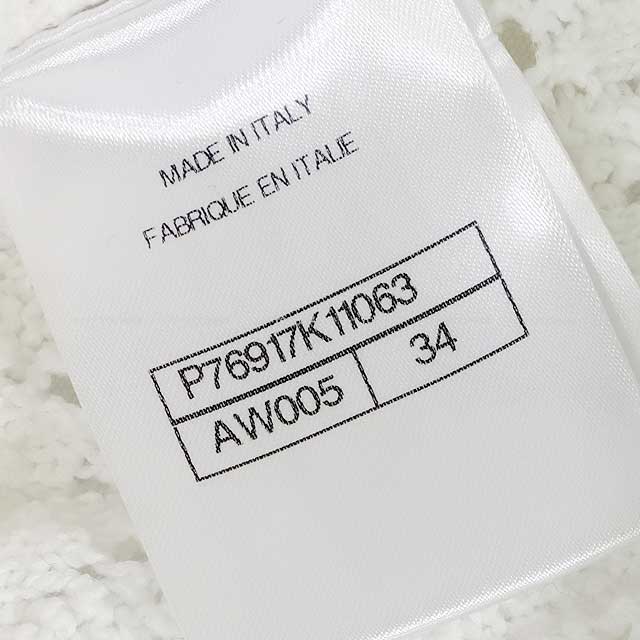 MADE IN ITALY
FABRIQUE EN ITALIE
P76917K11063
AW005 34